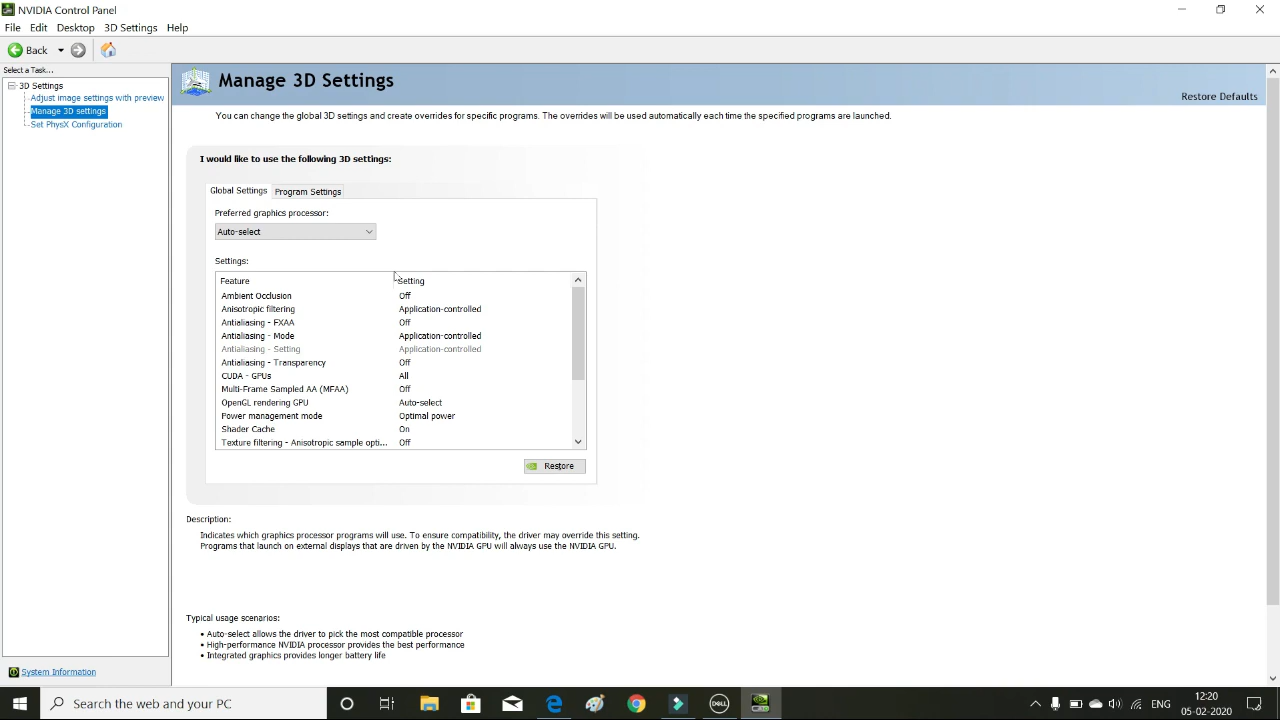 NVIDIA Control Panel
File Edit Desktop 3D Settings Help
Back
Select a Task...
3D Settings
Adjust image settings with preview
Manage 3D settings
Set PhysX Configuration
System Information
Manage 3D Settings
Restore Defaults
You can change the global 3D settings and create overrides for specific programs. The overrides will be used automatically each time the specified programs are launched.
I would like to use the following 3D settings:
Global Settings Program Settings
Preferred graphics processor:
Auto-select
Settings:
Feature Setting
Ambient Occlusion Off
Anisotropic filtering Application-controlled
Antialiasing - FXAA Off
Antialiasing - Mode Application-controlled
Antialiasing - Setting Application-controlled
Antialiasing - Transparency Off
CUDA - GPUs All
Multi-Frame Sampled AA (MFAA) Off
OpenGL rendering GPU Auto-select
Power management mode Optimal power
Shader Cache On
Texture filtering - Anisotropic sample opti... Off
Restore
Description:
Indicates which graphics processor programs will use. To ensure compatibility, the driver may override this setting.
Programs that launch on external displays that are driven by the NVIDIA GPU will always use the NVIDIA GPU.
Typical usage scenarios:
• Auto-select allows the driver to pick the most compatible processor
• High-performance NVIDIA processor provides the best performance
• Integrated graphics provides longer battery life
Search the web and your PC
DELL
ENG
12:20
05-02-2020